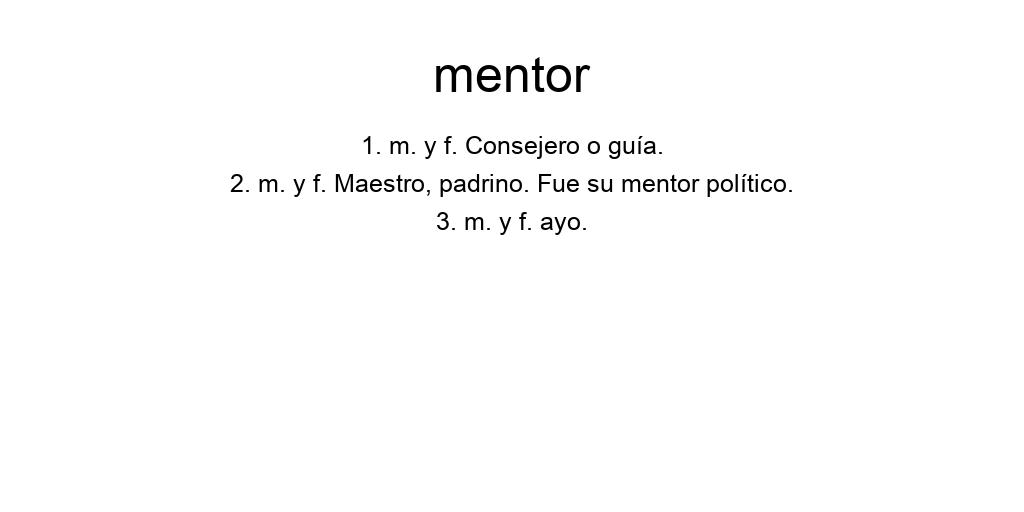 mentor
1. m. y f. Consejero o guía.
2. m. y f. Maestro, padrino. Fue su mentor político.
3. m. y f. ayo.